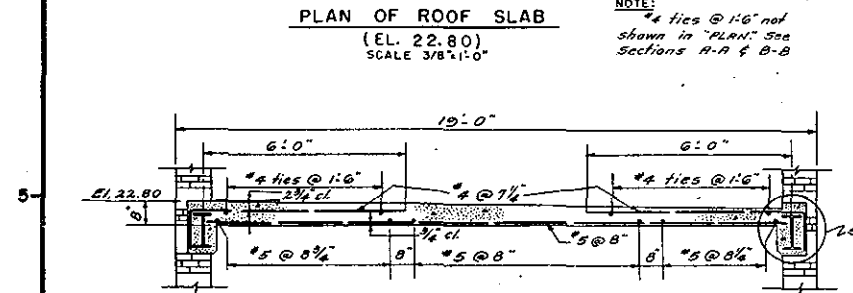 PLAN OF ROOF SLAB
(EL. 22.80)
SCALE 3/8"=1'-0"
NOTE:
#4 ties @ 1'-6" not
shown in "PLAN." See
Sections A-A & B-B
19'-0"
6'-0" 6'-0"
#4 ties @ 1'-6" #4 @ 7 1/4" #4 ties @ 1'-6"
5
El. 22.80
2 3/4" cl.
8"
3/4" cl.
#5 @ 8"
#5 @ 8 3/4" 8" #5 @ 8" 8" #5 @ 8 1/4"